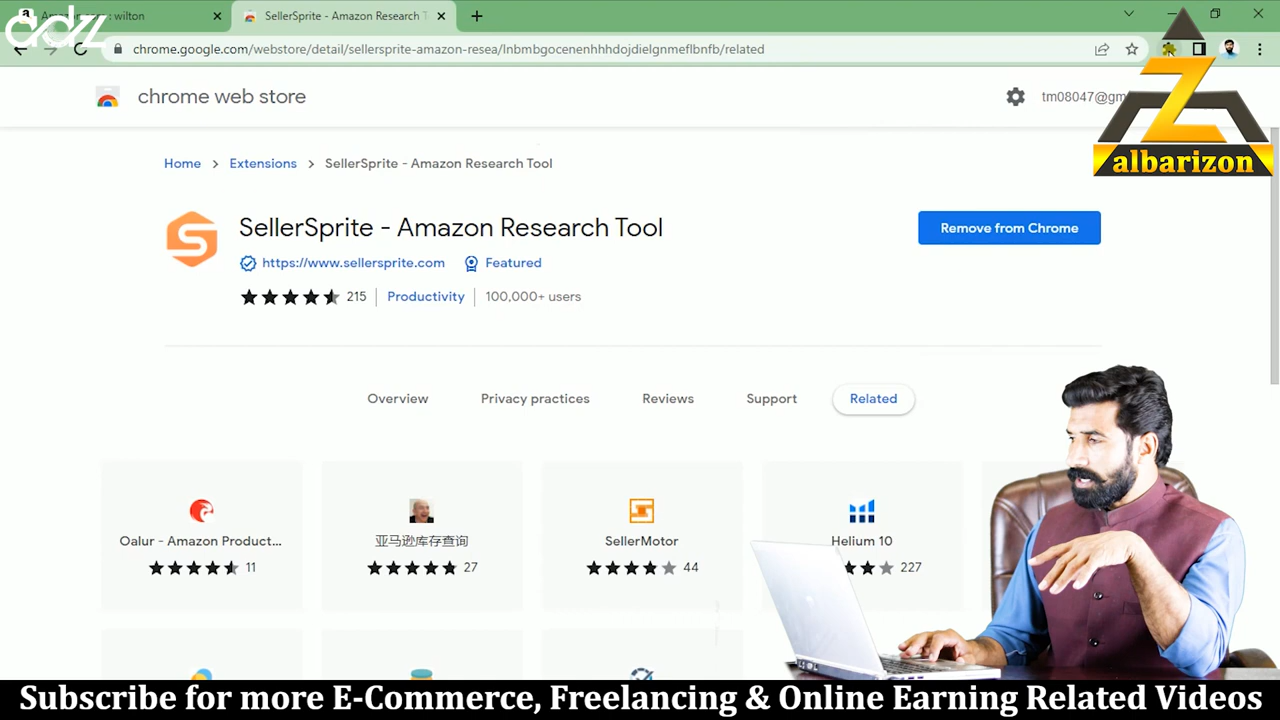 Amazon.com : wilton
SellerSprite - Amazon Research T
adz
chrome.google.com/webstore/detail/sellersprite-amazon-resea/lnbmbgocenenhhhdojdielgnmeflbnfb/related
chrome web store
tm08047@gm
albarizon
Home > Extensions > SellerSprite - Amazon Research Tool
SellerSprite - Amazon Research Tool
Remove from Chrome
https://www.sellersprite.com Featured
215 Productivity 100,000+ users
Overview Privacy practices Reviews Support Related
Oalur - Amazon Product... 亚马逊库存查询 SellerMotor Helium 10
11 27 44 227
Subscribe for more E-Commerce, Freelancing & Online Earning Related Videos